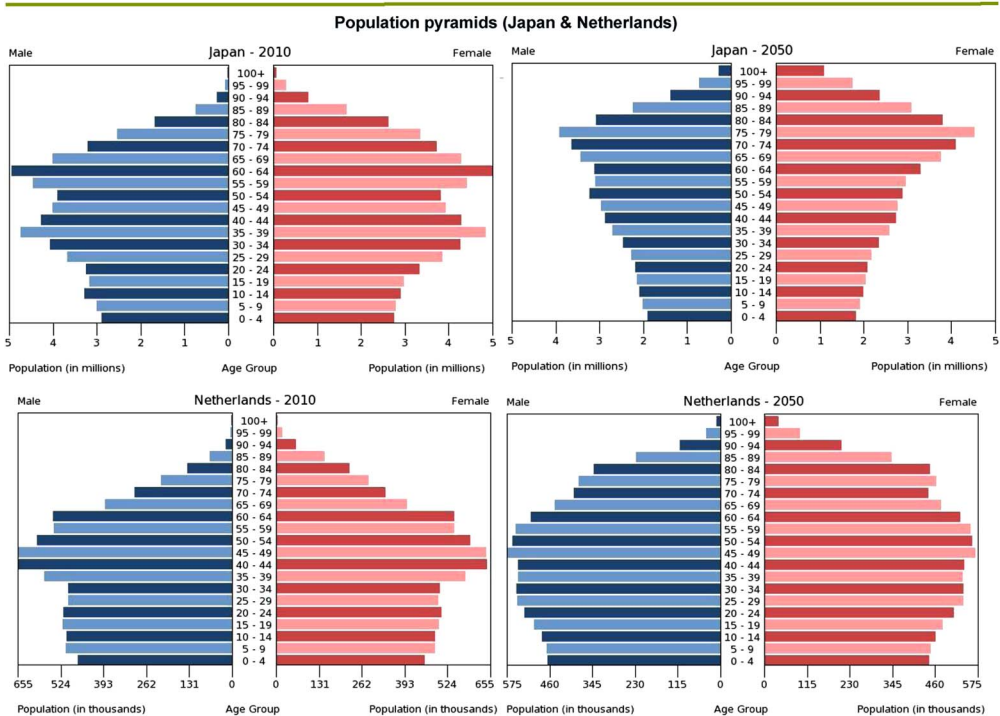 Population pyramids (Japan & Netherlands)
Male Japan - 2010 Female
100+
95 - 99
90 - 94
85 - 89
80 - 84
75 - 79
70 - 74
65 - 69
60 - 64
55 - 59
50 - 54
45 - 49
40 - 44
35 - 39
30 - 34
25 - 29
20 - 24
15 - 19
10 - 14
5 - 9
0 - 4
5 4 3 2 1 0 0 1 2 3 4 5
Population (in millions) Age Group Population (in millions)
Male Japan - 2050 Female
100+
95 - 99
90 - 94
85 - 89
80 - 84
75 - 79
70 - 74
65 - 69
60 - 64
55 - 59
50 - 54
45 - 49
40 - 44
35 - 39
30 - 34
25 - 29
20 - 24
15 - 19
10 - 14
5 - 9
0 - 4
5 4 3 2 1 0 0 1 2 3 4 5
Population (in millions) Age Group Population (in millions)
Male Netherlands - 2010 Female
100+
95 - 99
90 - 94
85 - 89
80 - 84
75 - 79
70 - 74
65 - 69
60 - 64
55 - 59
50 - 54
45 - 49
40 - 44
35 - 39
30 - 34
25 - 29
20 - 24
15 - 19
10 - 14
5 - 9
0 - 4
655 524 393 262 131 0 0 131 262 393 524 655
Population (in thousands) Age Group Population (in thousands)
Male Netherlands - 2050 Female
100+
95 - 99
90 - 94
85 - 89
80 - 84
75 - 79
70 - 74
65 - 69
60 - 64
55 - 59
50 - 54
45 - 49
40 - 44
35 - 39
30 - 34
25 - 29
20 - 24
15 - 19
10 - 14
5 - 9
0 - 4
575 460 345 230 115 0 0 115 230 345 460 575
Population (in thousands) Age Group Population (in thousands)